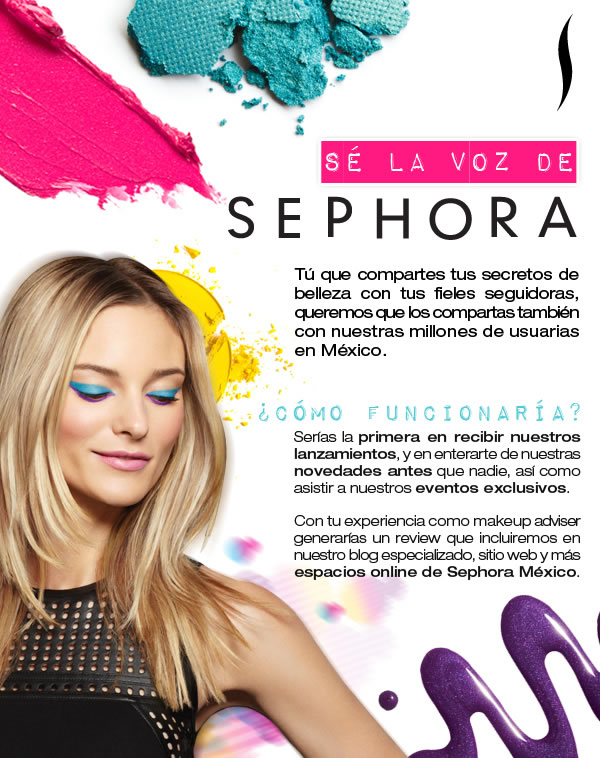 SÉ LA VOZ DE
SEPHORA
Tú que compartes tus secretos de
belleza con tus fieles seguidoras,
queremos que los compartas también
con nuestras millones de usuarias
en México.
¿CÓMO FUNCIONARÍA?
Serías la primera en recibir nuestros
lanzamientos, y en enterarte de nuestras
novedades antes que nadie, así como
asistir a nuestros eventos exclusivos.
Con tu experiencia como makeup adviser
generarías un review que incluiremos en
nuestro blog especializado, sitio web y más
espacios online de Sephora México.